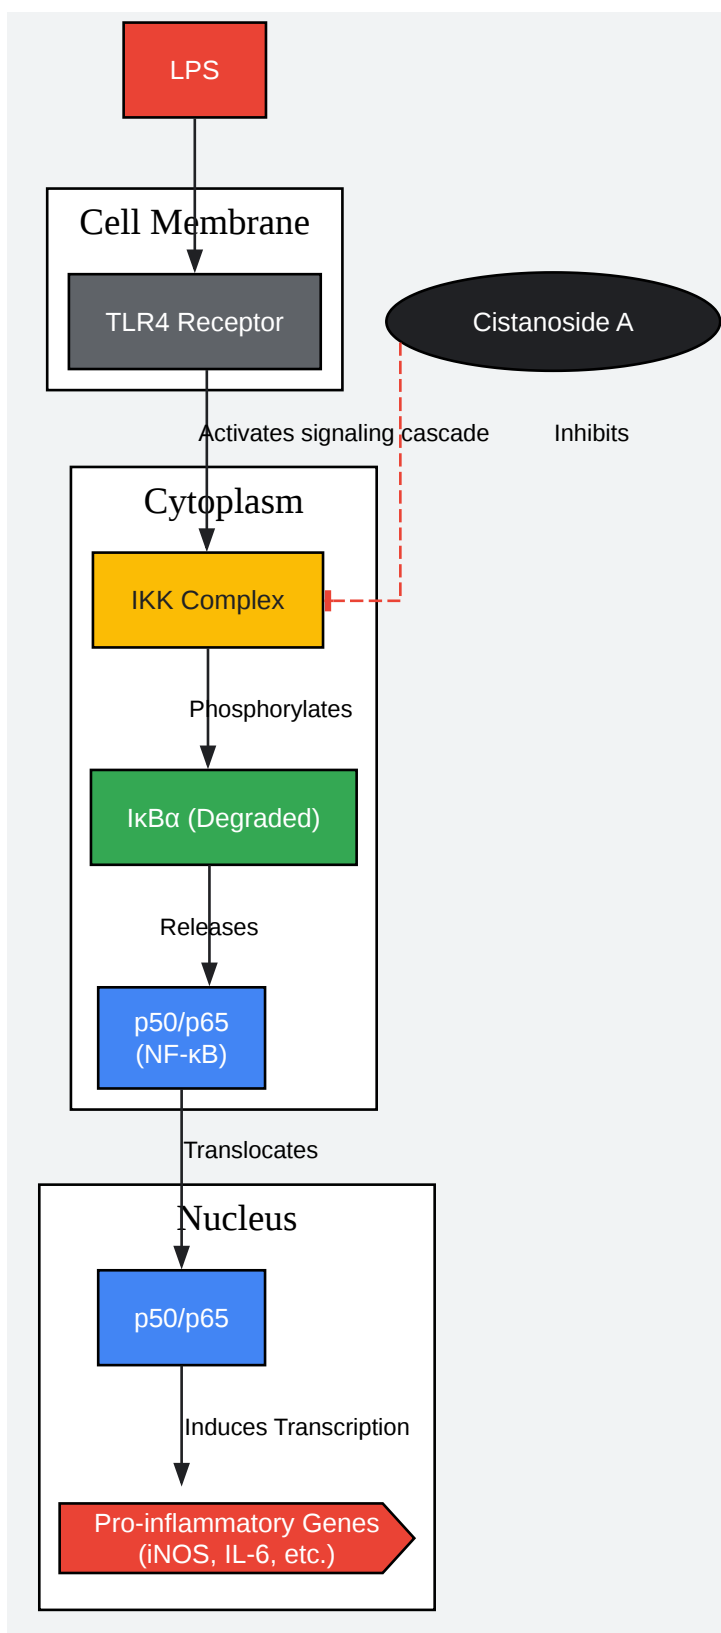 LPS
Cell Membrane
TLR4 Receptor
Cistanoside A
Activates signaling cascade
Inhibits
Cytoplasm
IKK Complex
Phosphorylates
IκBα (Degraded)
Releases
p50/p65
(NF-κB)
Translocates
Nucleus
p50/p65
Induces Transcription
Pro-inflammatory Genes
(iNOS, IL-6, etc.)